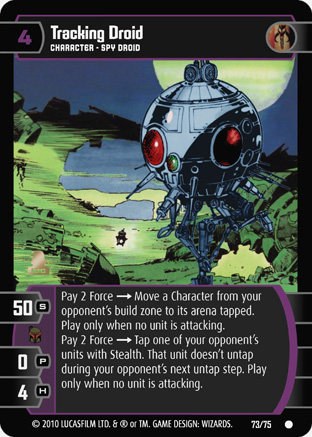 4
Tracking Droid
CHARACTER • SPY DROID
50 S
Pay 2 Force → Move a Character from your
opponent's build zone to its arena tapped.
Play only when no unit is attacking.
Pay 2 Force → Tap one of your opponent's
units with Stealth. That unit doesn't untap
during your opponent's next untap step. Play
only when no unit is attacking.
0 P
4 H
© 2010 LUCASFILM LTD. & ® or TM. GAME DESIGN: WIZARDS.
73/75